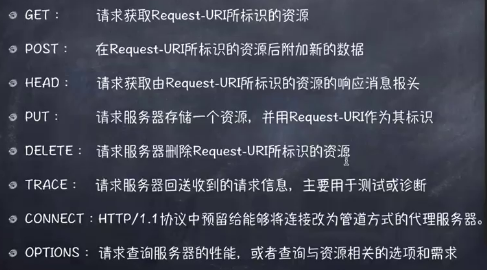 GET： 请求获取Request-URI所标识的资源
POST： 在Request-URI所标识的资源后附加新的数据
HEAD： 请求获取由Request-URI所标识的资源的响应消息报头
PUT： 请求服务器存储一个资源，并用Request-URI作为其标识
DELETE： 请求服务器删除Request-URI所标识的资源
TRACE： 请求服务器回送收到的请求信息，主要用于测试或诊断
CONNECT：HTTP/1.1协议中预留给能够将连接改为管道方式的代理服务器。
OPTIONS： 请求查询服务器的性能，或者查询与资源相关的选项和需求